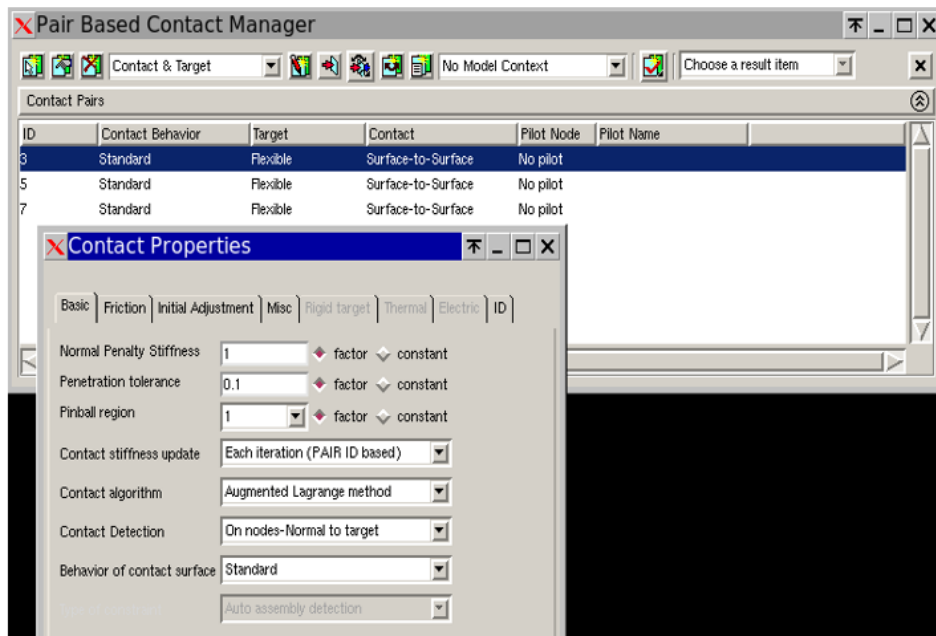 Pair Based Contact Manager
Contact & Target No Model Context Choose a result item
Contact Pairs
ID Contact Behavior Target Contact Pilot Node Pilot Name
3 Standard Flexible Surface-to-Surface No pilot
5 Standard Flexible Surface-to-Surface No pilot
7 Standard Flexible Surface-to-Surface No pilot
Contact Properties
Basic Friction Initial Adjustment Misc Rigid target Thermal Electric ID
Normal Penalty Stiffness 1 factor constant
Penetration tolerance 0.1 factor constant
Pinball region 1 factor constant
Contact stiffness update Each iteration (PAIR ID based)
Contact algorithm Augmented Lagrange method
Contact Detection On nodes-Normal to target
Behavior of contact surface Standard
Auto assembly detection